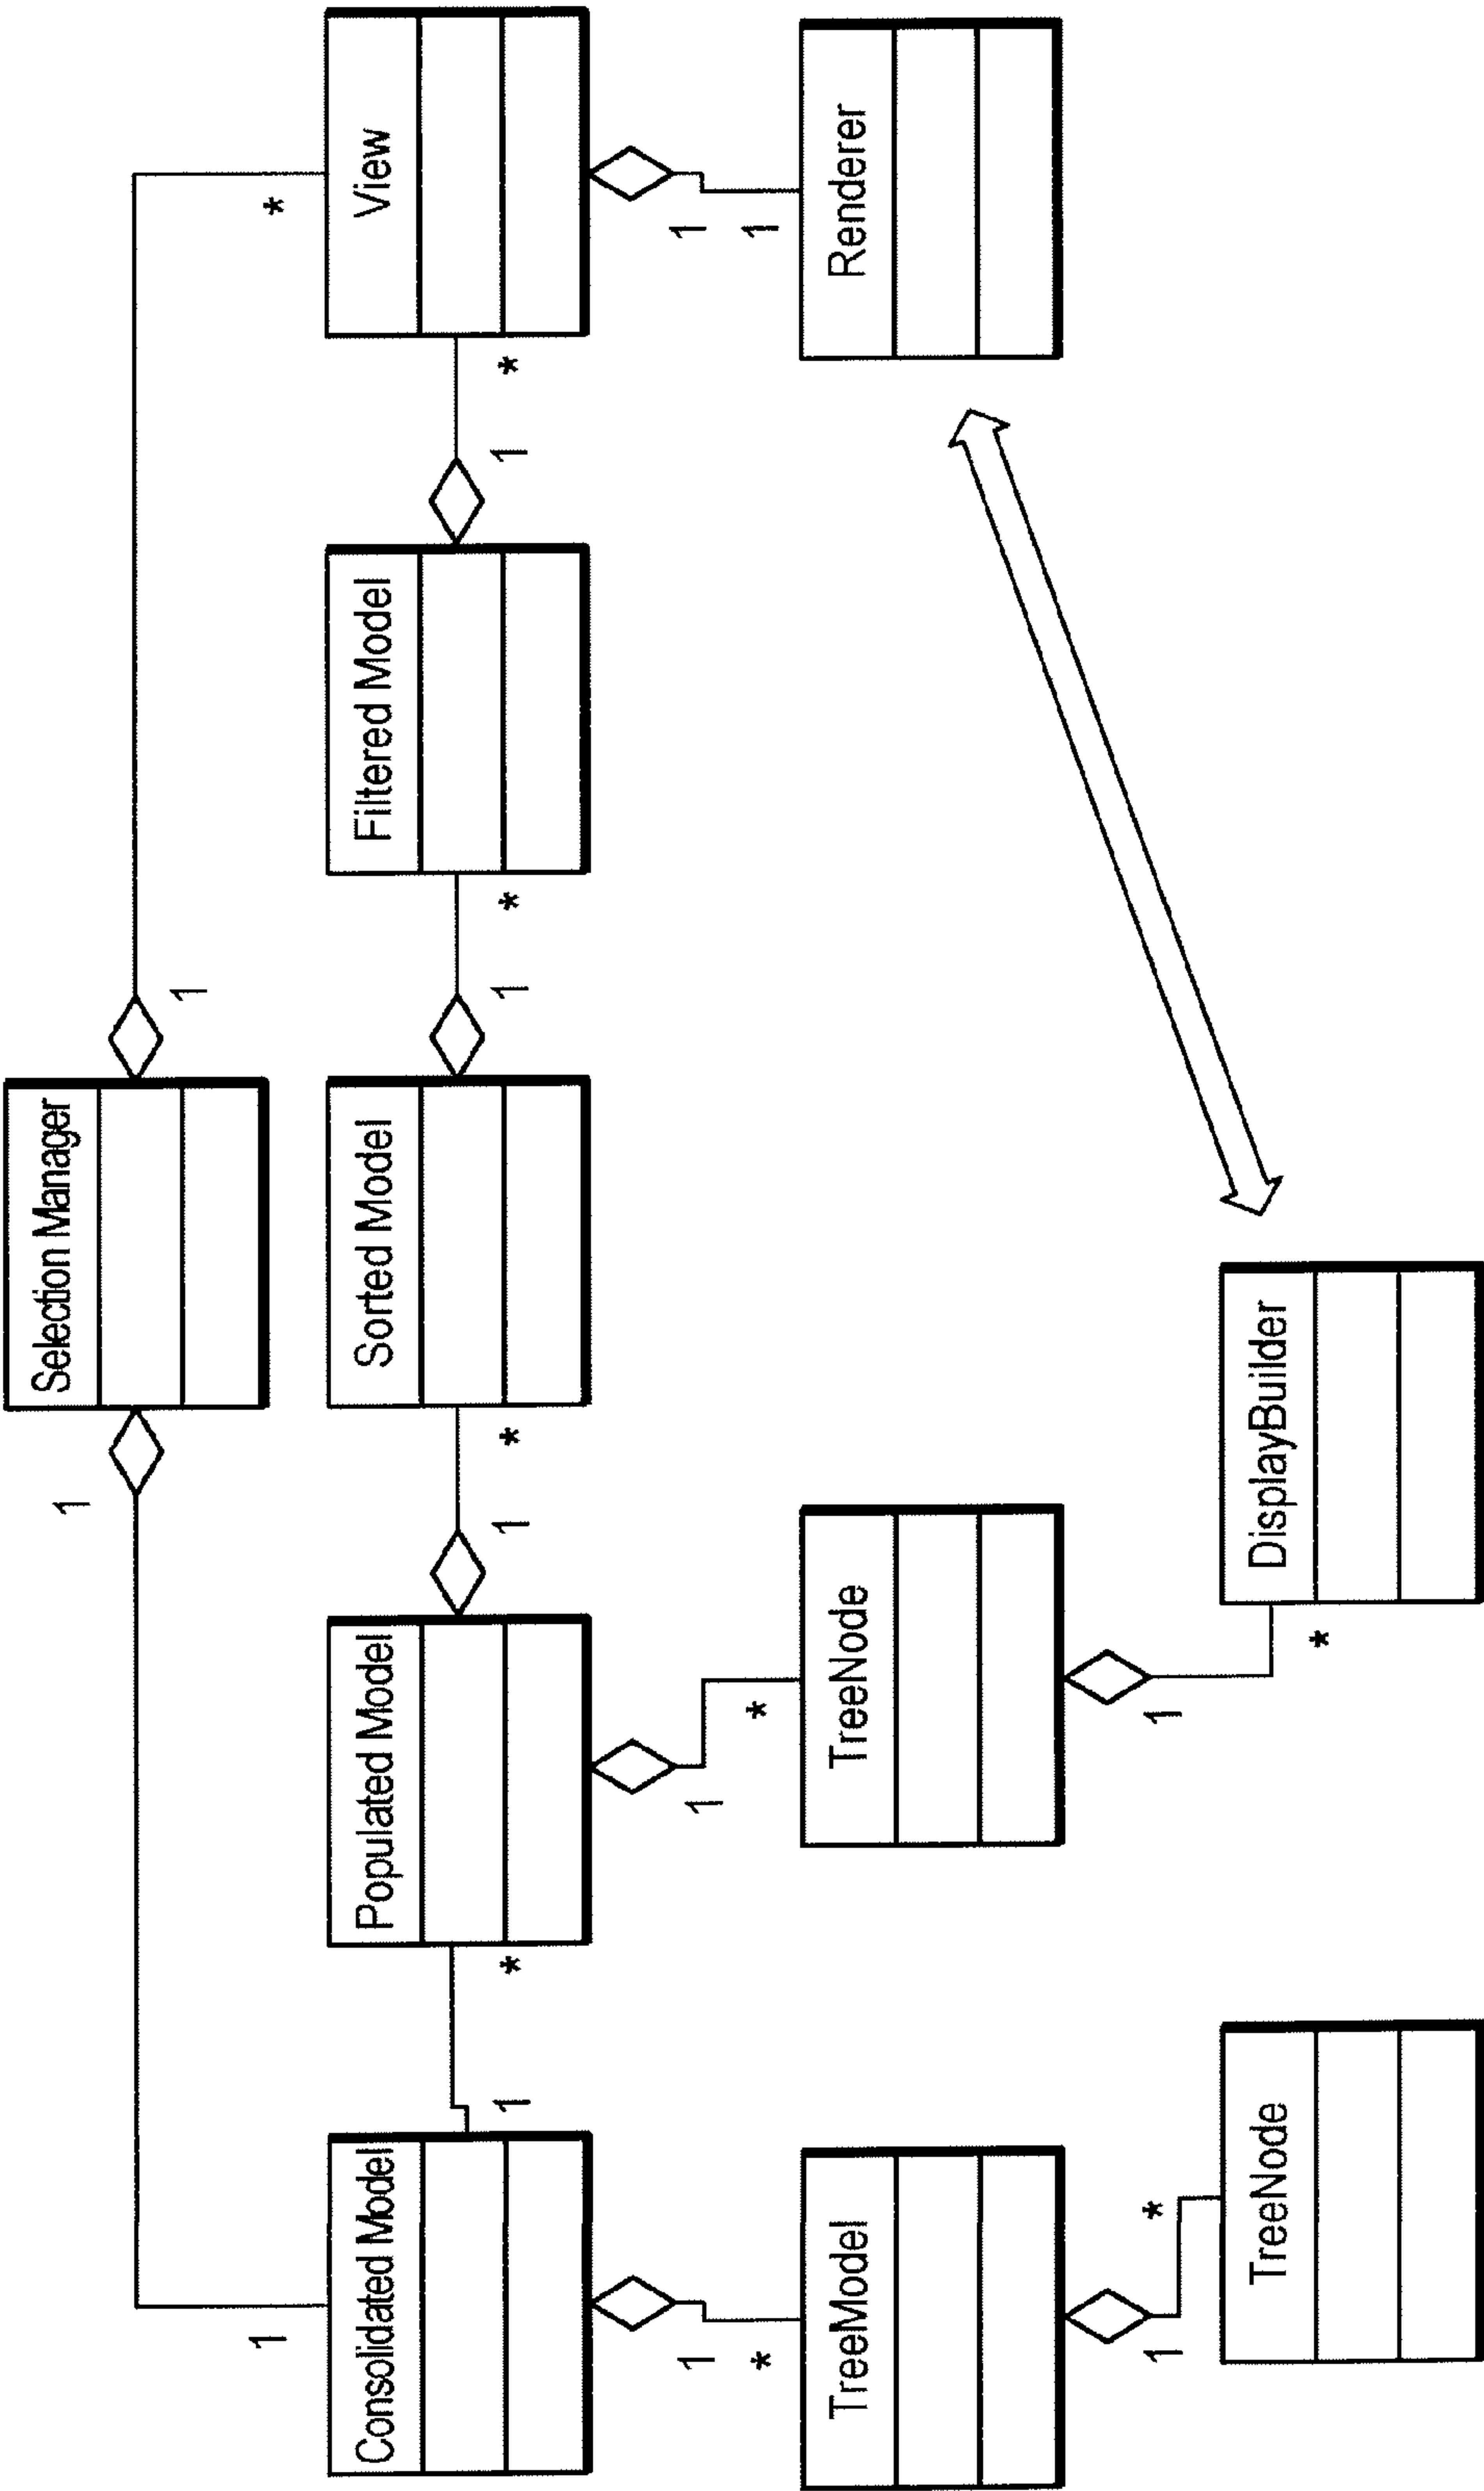 Selection Manager
1
1
1
*
Consolidated Model
Populated Model
Sorted Model
Filtered Model
View
1
*
1
*
1
*
1
*
1
1
1
*
*
1
TreeModel
TreeNode
Renderer
1
*
1
TreeNode
DisplayBuilder
*